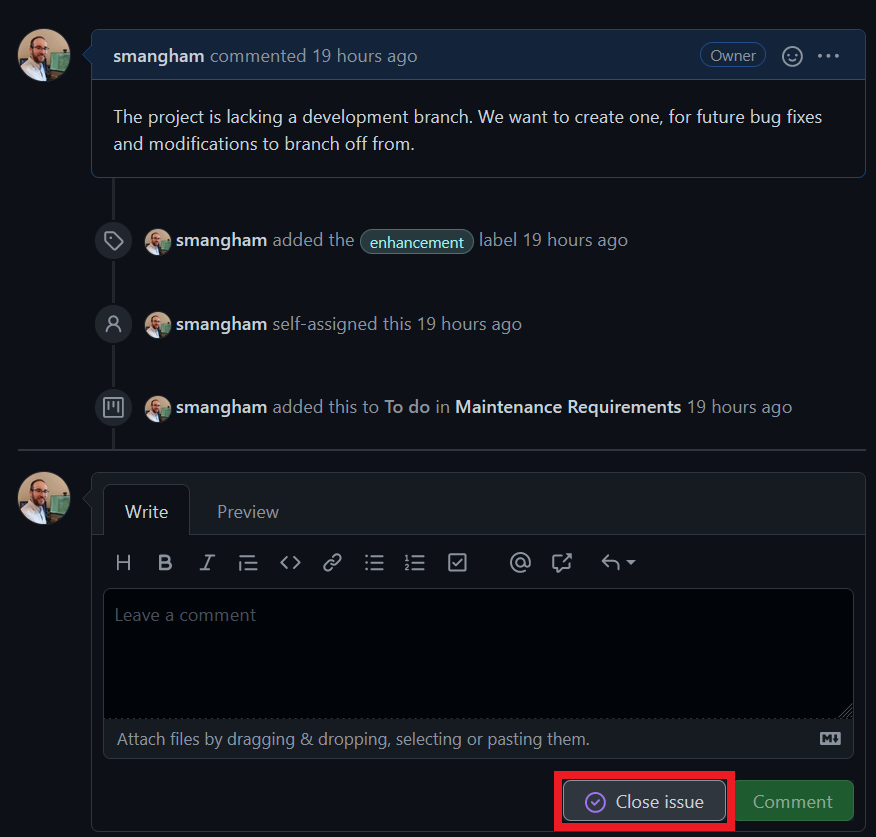 smangham commented 19 hours ago Owner
The project is lacking a development branch. We want to create one, for future bug fixes
and modifications to branch off from.
smangham added the enhancement label 19 hours ago
smangham self-assigned this 19 hours ago
smangham added this to To do in Maintenance Requirements 19 hours ago
Write Preview
Leave a comment
Attach files by dragging & dropping, selecting or pasting them.
Close issue Comment